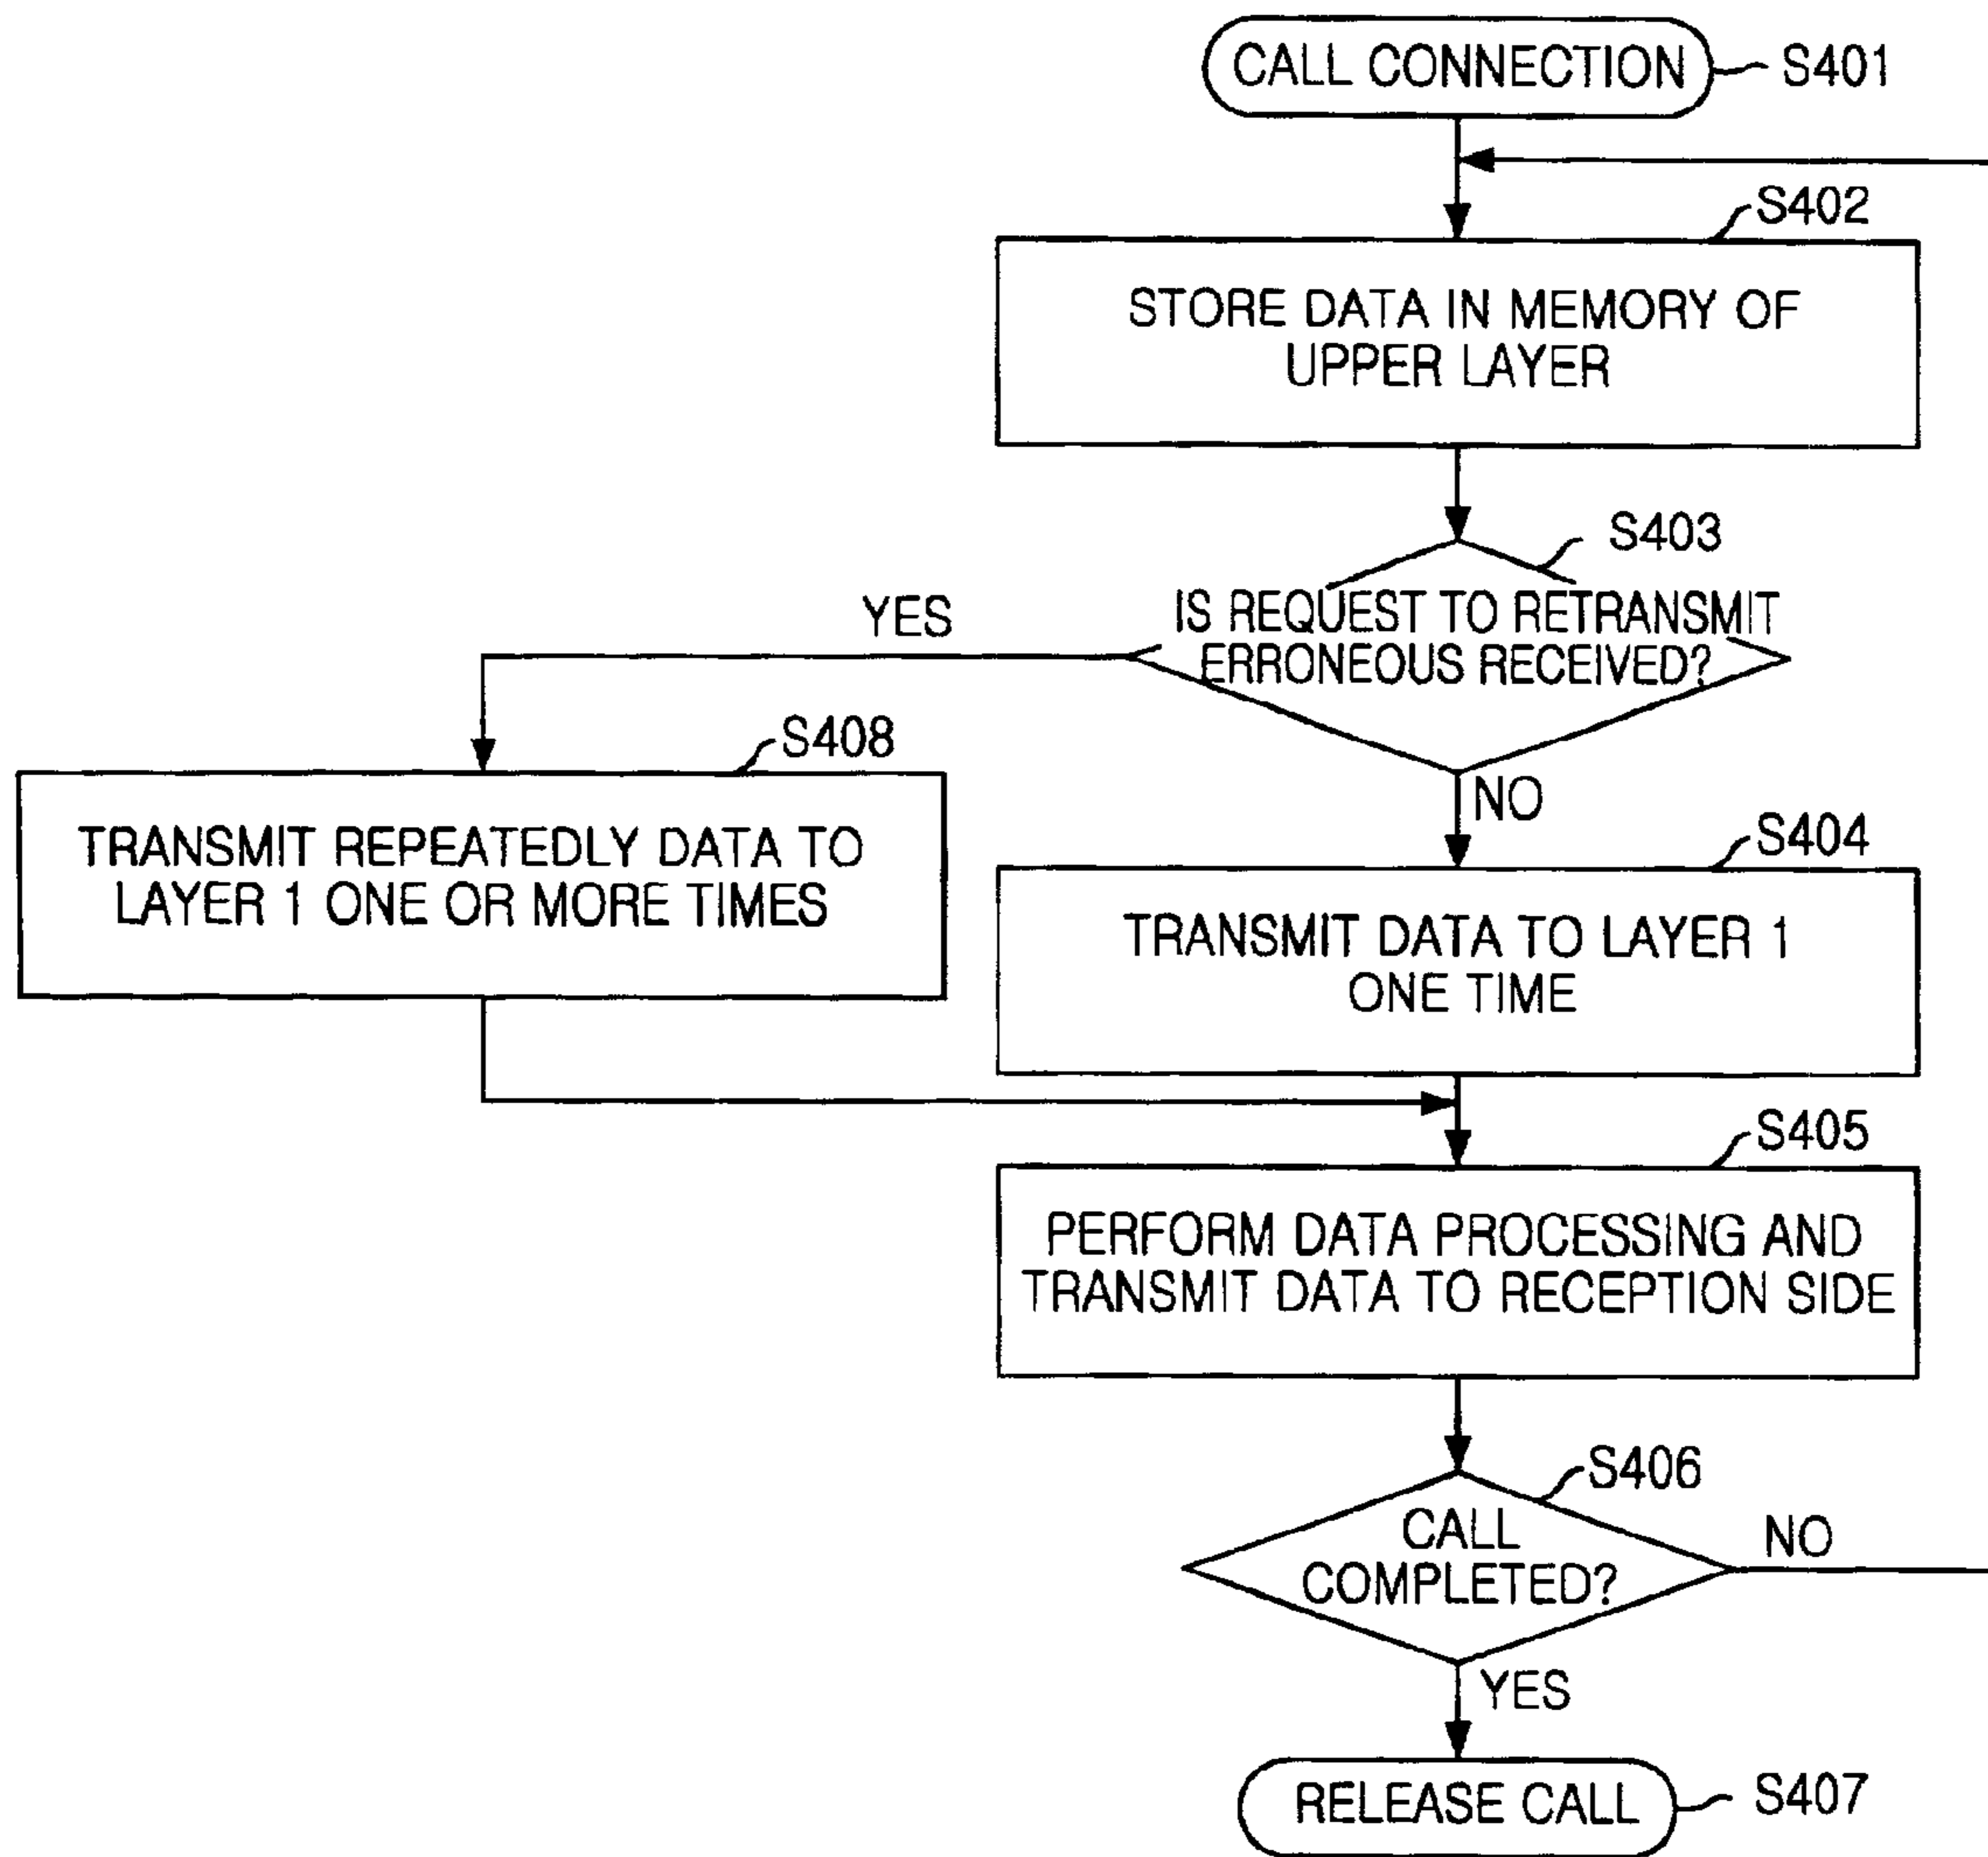 CALL CONNECTION
S401
S402
STORE DATA IN MEMORY OF
UPPER LAYER
S403
IS REQUEST TO RETRANSMIT
ERRONEOUS RECEIVED?
YES
NO
S408
TRANSMIT REPEATEDLY DATA TO
LAYER 1 ONE OR MORE TIMES
S404
TRANSMIT DATA TO LAYER 1
ONE TIME
S405
PERFORM DATA PROCESSING AND
TRANSMIT DATA TO RECEPTION SIDE
S406
CALL
COMPLETED?
NO
YES
RELEASE CALL
S407